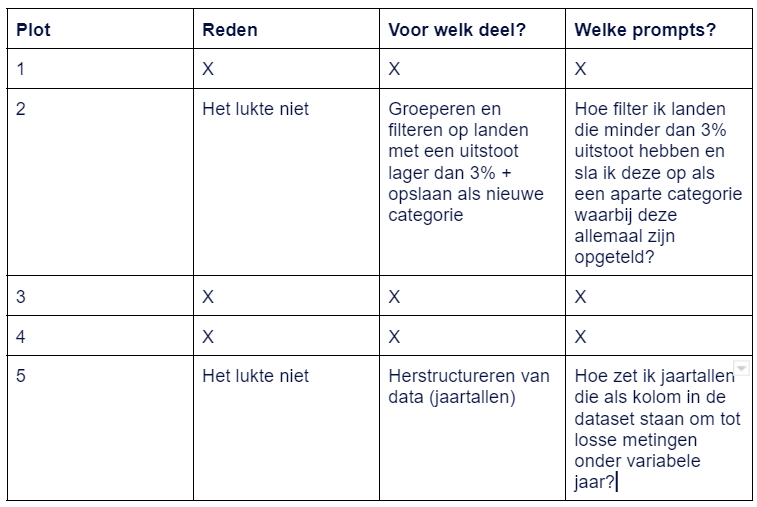 Plot Reden Voor welk deel? Welke prompts?
1 X X X
2 Het lukte niet Groeperen en Hoe filter ik landen
filteren op landen die minder dan 3%
met een uitstoot uitstoot hebben en
lager dan 3% + sla ik deze op als
opslaan als nieuwe een aparte categorie
categorie waarbij deze
allemaal zijn
opgeteld?
3 X X X
4 X X X
5 Het lukte niet Herstructureren van Hoe zet ik jaartallen
data (jaartallen) die als kolom in de
dataset staan om tot
losse metingen
onder variabele
jaar?